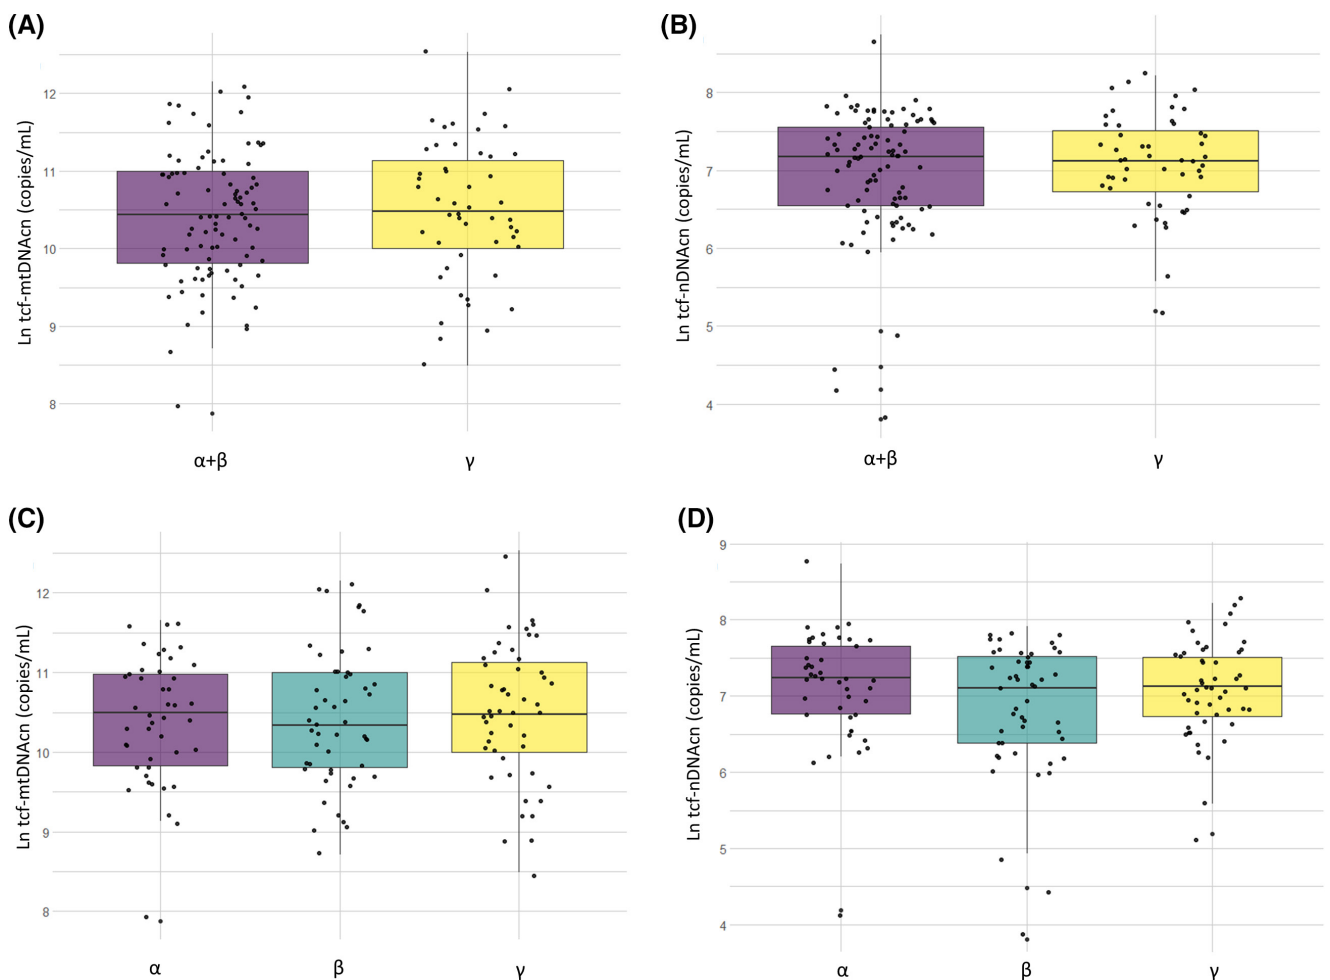 (A)
Ln tcf-mtDNAcn (copies/mL)
12
11
10
9
8
α+β
γ
(B)
Ln tcf-nDNAcn (copies/mL)
8
7
6
5
4
α+β
γ
(C)
Ln tcf-mtDNAcn (copies/mL)
12
11
10
9
8
α
β
γ
(D)
Ln tcf-nDNAcn (copies/mL)
9
8
7
6
5
4
α
β
γ